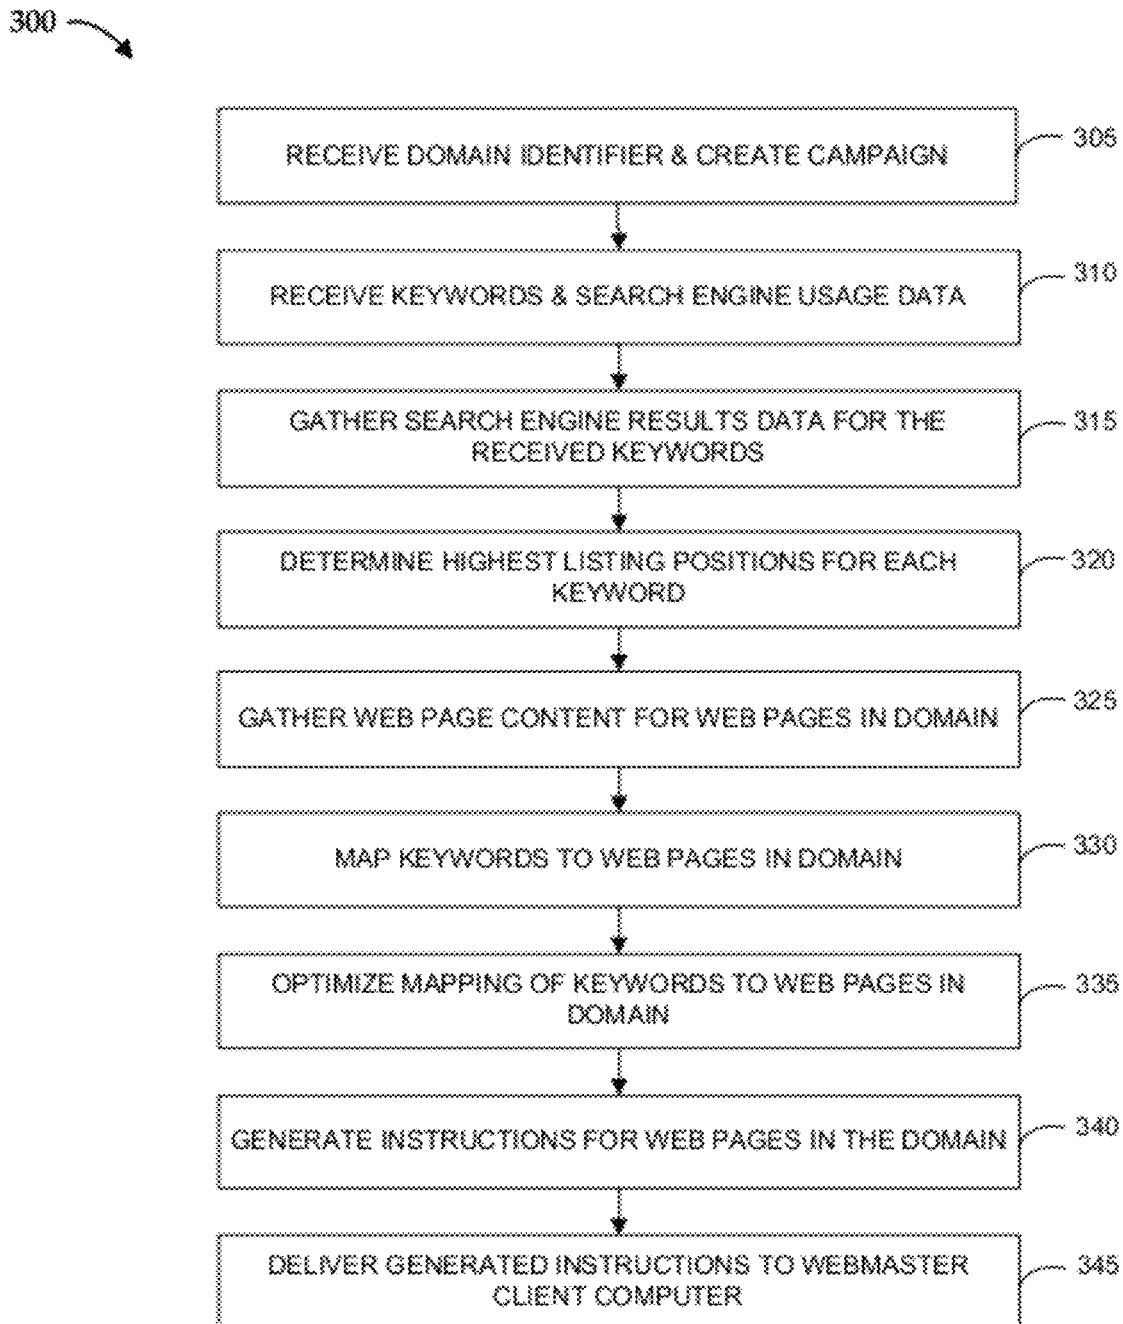 300
RECEIVE DOMAIN IDENTIFIER & CREATE CAMPAIGN
305
RECEIVE KEYWORDS & SEARCH ENGINE USAGE DATA
310
GATHER SEARCH ENGINE RESULTS DATA FOR THE
RECEIVED KEYWORDS
315
DETERMINE HIGHEST LISTING POSITIONS FOR EACH
KEYWORD
320
GATHER WEB PAGE CONTENT FOR WEB PAGES IN DOMAIN
325
MAP KEYWORDS TO WEB PAGES IN DOMAIN
330
OPTIMIZE MAPPING OF KEYWORDS TO WEB PAGES IN
DOMAIN
335
GENERATE INSTRUCTIONS FOR WEB PAGES IN THE DOMAIN
340
DELIVER GENERATED INSTRUCTIONS TO WEBMASTER
CLIENT COMPUTER
345